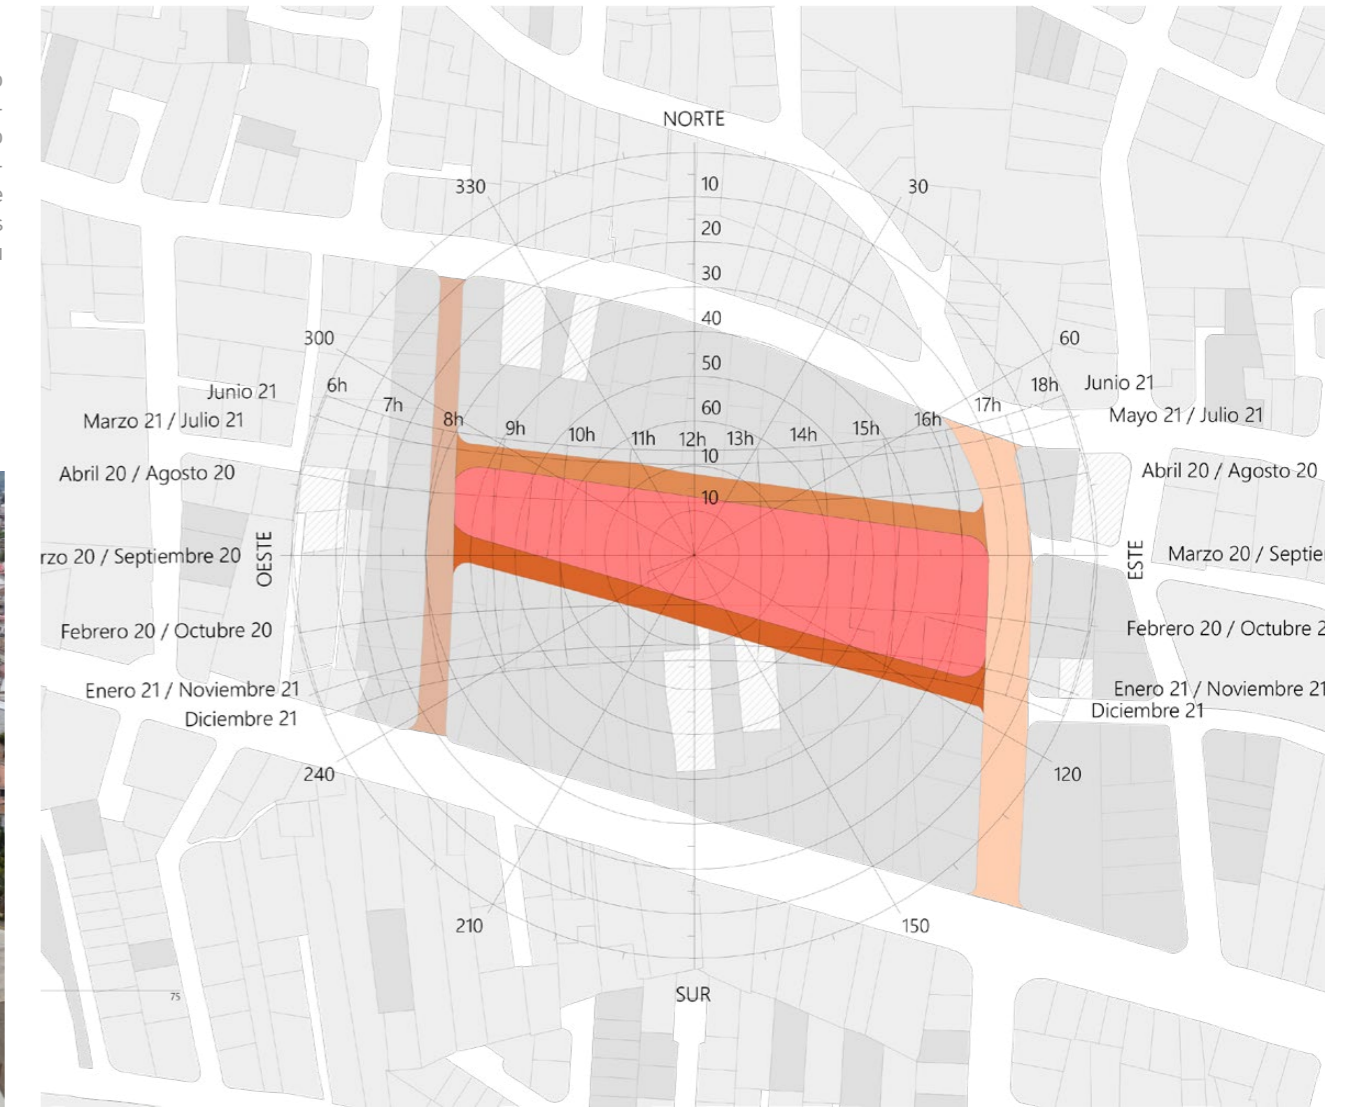 NORTE
330
10
30
20
30
300
40
60
50
Junio 21
6h
7h
60
18h
Junio 21
Marzo 21 / Julio 21
8h
9h
10h
11h
12h
13h
14h
15h
16h
17h
Mayo 21 / Julio 21
10
Abril 20 / Agosto 20
10
Abril 20 / Agosto 20
rzo 20 / Septiembre 20
OESTE
ESTE
Marzo 20 / Septie
Febrero 20 / Octubre 20
Febrero 20 / Octubre 2
Enero 21 / Noviembre 21
Enero 21 / Noviembre 21
Diciembre 21
Diciembre 21
240
120
210
150
SUR
75